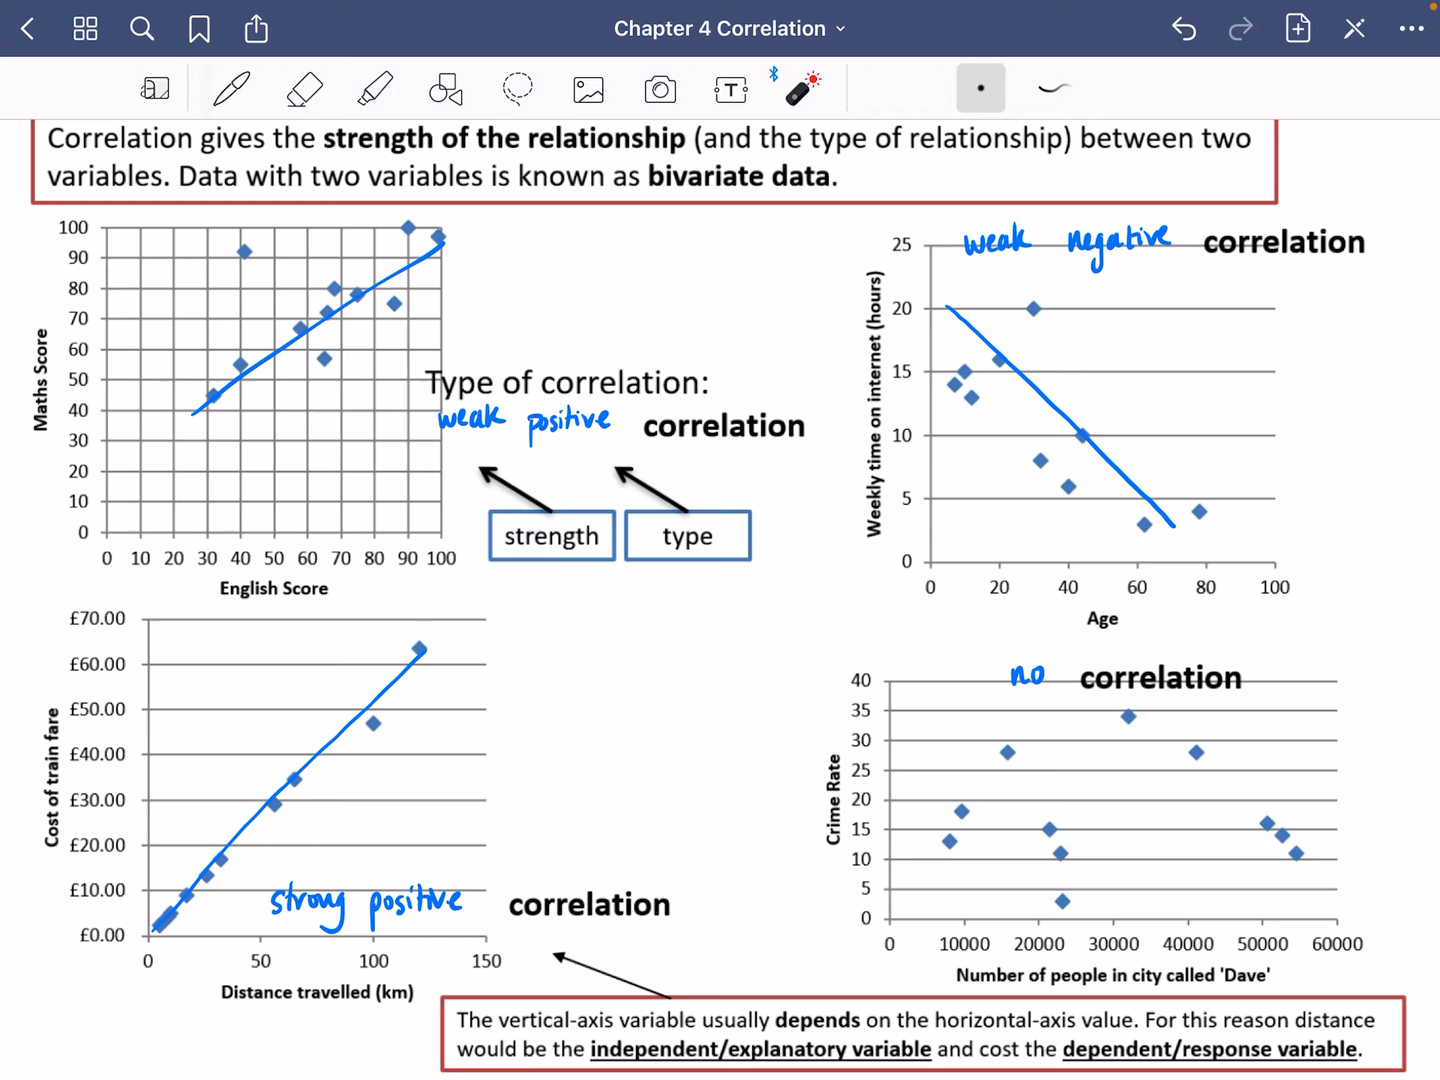 Chapter 4 Correlation
T
Correlation gives the strength of the relationship (and the type of relationship) between two
variables. Data with two variables is known as bivariate data.
100
90
80
70
60
50
40
30
20
10
0
0 10 20 30 40 50 60 70 80 90 100
Maths Score
English Score
Type of correlation:
weak positive correlation
strength type
weak negative correlation
25
20
15
10
5
0
0 20 40 60 80 100
Weekly time on internet (hours)
Age
£70.00
£60.00
£50.00
£40.00
£30.00
£20.00
£10.00
£0.00
0 50 100 150
Cost of train fare
Distance travelled (km)
strong positive correlation
no correlation
40
35
30
25
20
15
10
5
0
0 10000 20000 30000 40000 50000 60000
Crime Rate
Number of people in city called 'Dave'
The vertical-axis variable usually depends on the horizontal-axis value. For this reason distance
would be the independent/explanatory variable and cost the dependent/response variable.